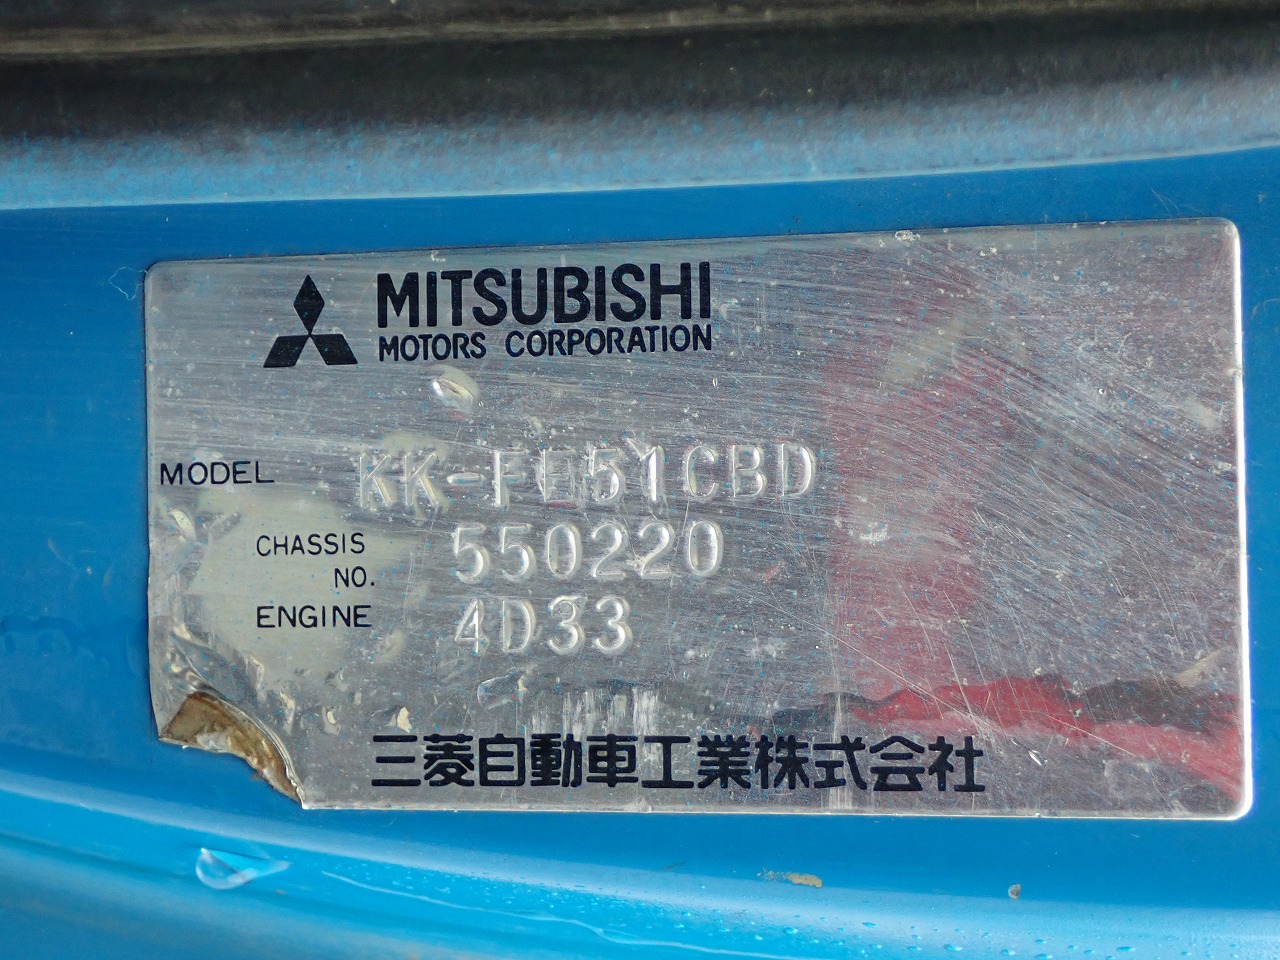 MITSUBISHI
MOTORS CORPORATION
MODEL KK-FE51CBD
CHASSIS NO. 550220
ENGINE 4D33
三菱自動車工業株式会社